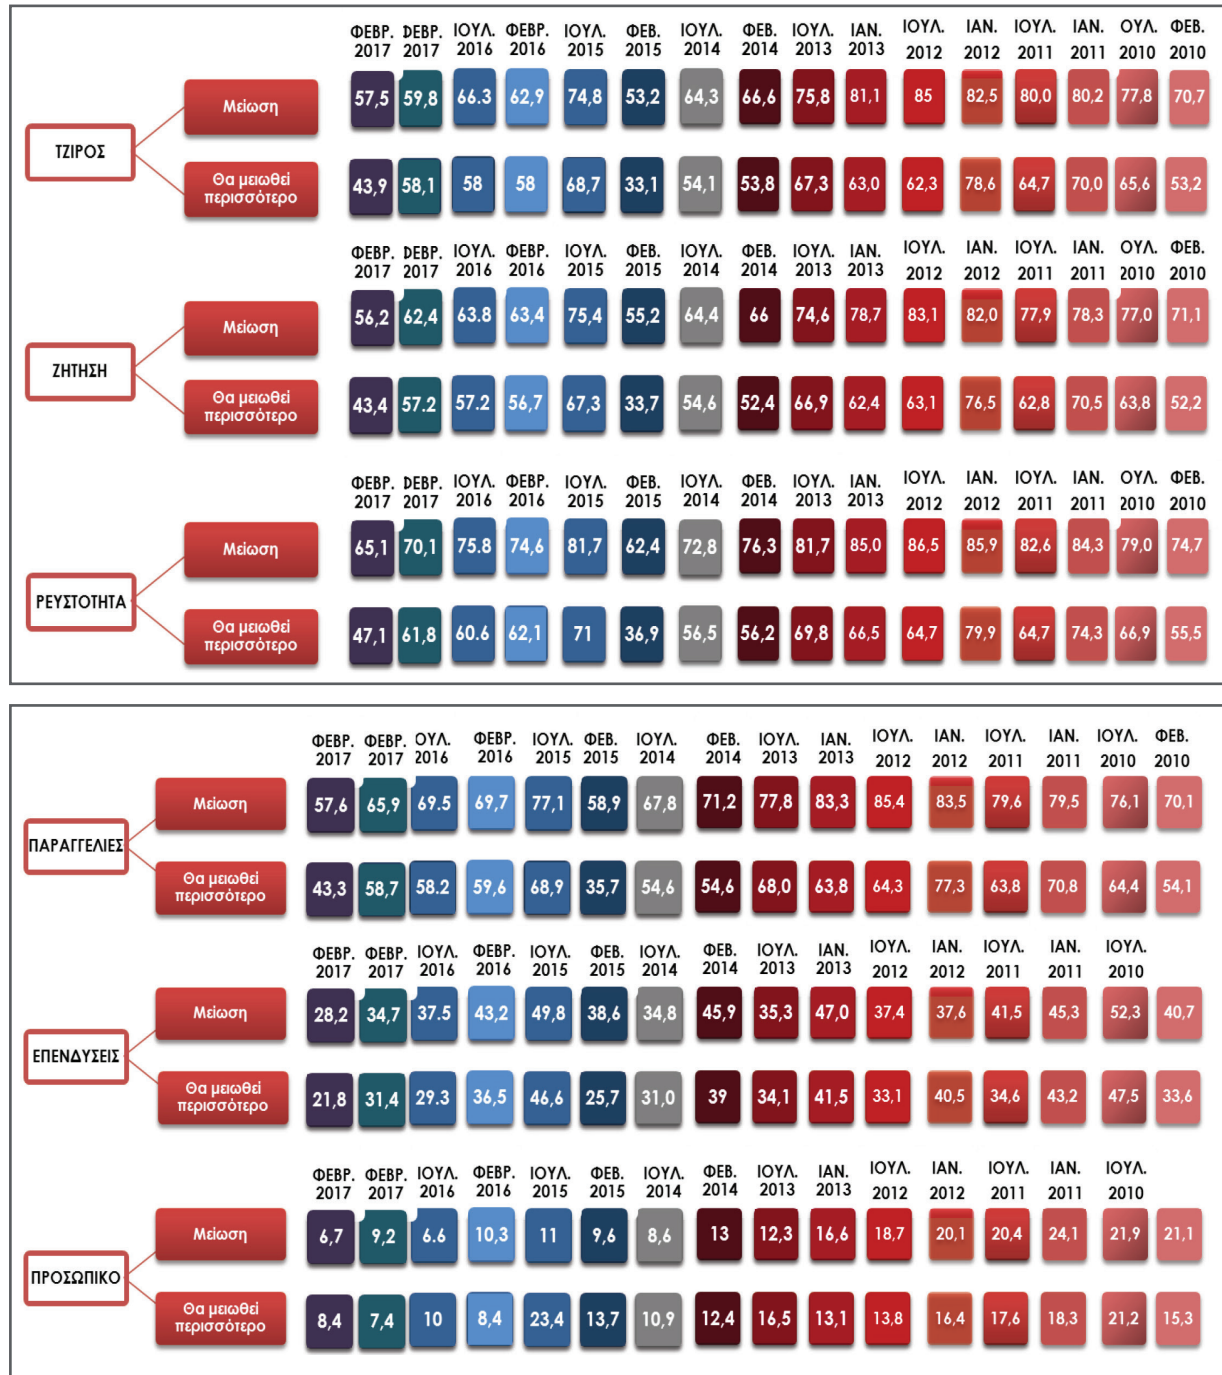 ΦΕΒΡ. ΦΕΒΡ. ΙΟΥΛ. ΦΕΒΡ. ΙΟΥΛ. ΦΕΒ. ΙΟΥΛ. ΦΕΒ. ΙΟΥΛ. ΙΑΝ. ΙΟΥΛ. ΙΑΝ. ΙΟΥΛ. ΙΑΝ. ΟΥΛ. ΦΕΒ.
2017 2017 2016 2016 2015 2015 2014 2014 2013 2013 2012 2012 2011 2011 2010 2010
Μείωση 57,5 59,8 66.3 62,9 74,8 53,2 64,3 66,6 75,8 81,1 85 82,5 80,0 80,2 77,8 70,7
ΤΖΙΡΟΣ
Θα μειωθεί περισσότερο 43,9 58,1 58 58 68,7 33,1 54,1 53,8 67,3 63,0 62,3 78,6 64,7 70,0 65,6 53,2
ΦΕΒΡ. ΦΕΒΡ. ΙΟΥΛ. ΦΕΒΡ. ΙΟΥΛ. ΦΕΒ. ΙΟΥΛ. ΦΕΒ. ΙΟΥΛ. ΙΑΝ. ΙΟΥΛ. ΙΑΝ. ΙΟΥΛ. ΙΑΝ. ΟΥΛ. ΦΕΒ.
2017 2017 2016 2016 2015 2015 2014 2014 2013 2013 2012 2012 2011 2011 2010 2010
Μείωση 56,2 62,4 63.8 63,4 75,4 55,2 64,4 66 74,6 78,7 83,1 82,0 77,9 78,3 77,0 71,1
ΖΗΤΗΣΗ
Θα μειωθεί περισσότερο 43,4 57.2 57.2 56,7 67,3 33,7 54,6 52,4 66,9 62,4 63,1 76,5 62,8 70,5 63,8 52,2
ΦΕΒΡ. ΦΕΒΡ. ΙΟΥΛ. ΦΕΒΡ. ΙΟΥΛ. ΦΕΒ. ΙΟΥΛ. ΦΕΒ. ΙΟΥΛ. ΙΑΝ. ΙΟΥΛ. ΙΑΝ. ΙΟΥΛ. ΙΑΝ. ΟΥΛ. ΦΕΒ.
2017 2017 2016 2016 2015 2015 2014 2014 2013 2013 2012 2012 2011 2011 2010 2010
Μείωση 65,1 70,1 75.8 74,6 81,7 62,4 72,8 76,3 81,7 85,0 86,5 85,9 82,6 84,3 79,0 74,7
ΡΕΥΣΤΟΤΗΤΑ
Θα μειωθεί περισσότερο 47,1 61,8 60.6 62,1 71 36,9 56,5 56,2 69,8 66,5 64,7 79,9 64,7 74,3 66,9 55,5
ΦΕΒΡ. ΦΕΒΡ. ΟΥΛ. ΦΕΒΡ. ΙΟΥΛ. ΦΕΒ. ΙΟΥΛ. ΦΕΒ. ΙΟΥΛ. ΙΑΝ. ΙΟΥΛ. ΙΑΝ. ΙΟΥΛ. ΙΑΝ. ΙΟΥΛ. ΦΕΒ.
2017 2017 2016 2016 2015 2015 2014 2014 2013 2013 2012 2012 2011 2011 2010 2010
Μείωση 57,6 65,9 69.5 69,7 77,1 58,9 67,8 71,2 77,8 83,3 85,4 83,5 79,6 79,5 76,1 70,1
ΠΑΡΑΓΓΕΛΙΕΣ
Θα μειωθεί περισσότερο 43,3 58,7 58.2 59,6 68,9 35,7 54,6 54,6 68,0 63,8 64,3 77,3 63,8 70,8 64,4 54,1
ΦΕΒΡ. ΦΕΒΡ. ΙΟΥΛ. ΦΕΒΡ. ΙΟΥΛ. ΦΕΒ. ΙΟΥΛ. ΦΕΒ. ΙΟΥΛ. ΙΑΝ. ΙΟΥΛ. ΙΑΝ. ΙΟΥΛ. ΙΑΝ. ΙΟΥΛ.
2017 2017 2016 2016 2015 2015 2014 2014 2013 2013 2012 2012 2011 2011 2010
Μείωση 28,2 34,7 37.5 43,2 49,8 38,6 34,8 45,9 35,3 47,0 37,4 37,6 41,5 45,3 52,3 40,7
ΕΠΕΝΔΥΣΕΙΣ
Θα μειωθεί περισσότερο 21,8 31,4 29.3 36,5 46,6 25,7 31,0 39 34,1 41,5 33,1 40,5 34,6 43,2 47,5 33,6
ΦΕΒΡ. ΦΕΒΡ. ΙΟΥΛ. ΦΕΒΡ. ΙΟΥΛ. ΦΕΒ. ΙΟΥΛ. ΦΕΒ. ΙΟΥΛ. ΙΑΝ. ΙΟΥΛ. ΙΑΝ. ΙΟΥΛ. ΙΑΝ. ΙΟΥΛ.
2017 2017 2016 2016 2015 2015 2014 2014 2013 2013 2012 2012 2011 2011 2010
Μείωση 6,7 9,2 6.6 10,3 11 9,6 8,6 13 12,3 16,6 18,7 20,1 20,4 24,1 21,9 21,1
ΠΡΟΣΩΠΙΚΟ
Θα μειωθεί περισσότερο 8,4 7,4 10 8,4 23,4 13,7 10,9 12,4 16,5 13,1 13,8 16,4 17,6 18,3 21,2 15,3